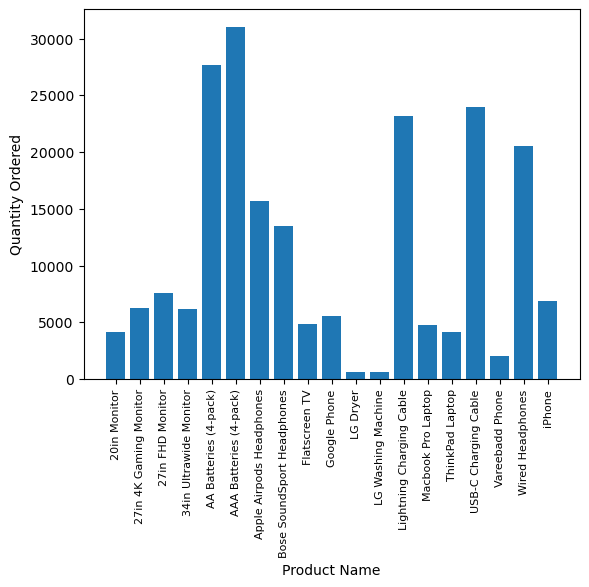 30000
25000
20000
15000
10000
5000
0
Quantity Ordered
20in Monitor
27in 4K Gaming Monitor
27in FHD Monitor
34in Ultrawide Monitor
AA Batteries (4-pack)
AAA Batteries (4-pack)
Apple Airpods Headphones
Bose SoundSport Headphones
Flatscreen TV
Google Phone
LG Dryer
LG Washing Machine
Lightning Charging Cable
Macbook Pro Laptop
ThinkPad Laptop
USB-C Charging Cable
Vareebadd Phone
Wired Headphones
iPhone
Product Name